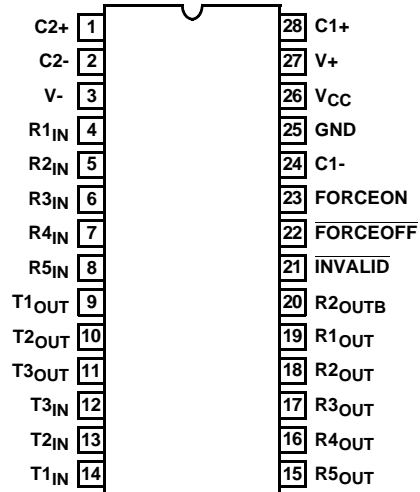 C2+ 1 28 C1+
C2- 2 27 V+
V- 3 26 VCC
R1IN 4 25 GND
R2IN 5 24 C1-
R3IN 6 23 FORCEON
R4IN 7 22 FORCEOFF
R5IN 8 21 INVALID
T1OUT 9 20 R2OUTB
T2OUT 10 19 R1OUT
T3OUT 11 18 R2OUT
T3IN 12 17 R3OUT
T2IN 13 16 R4OUT
T1IN 14 15 R5OUT